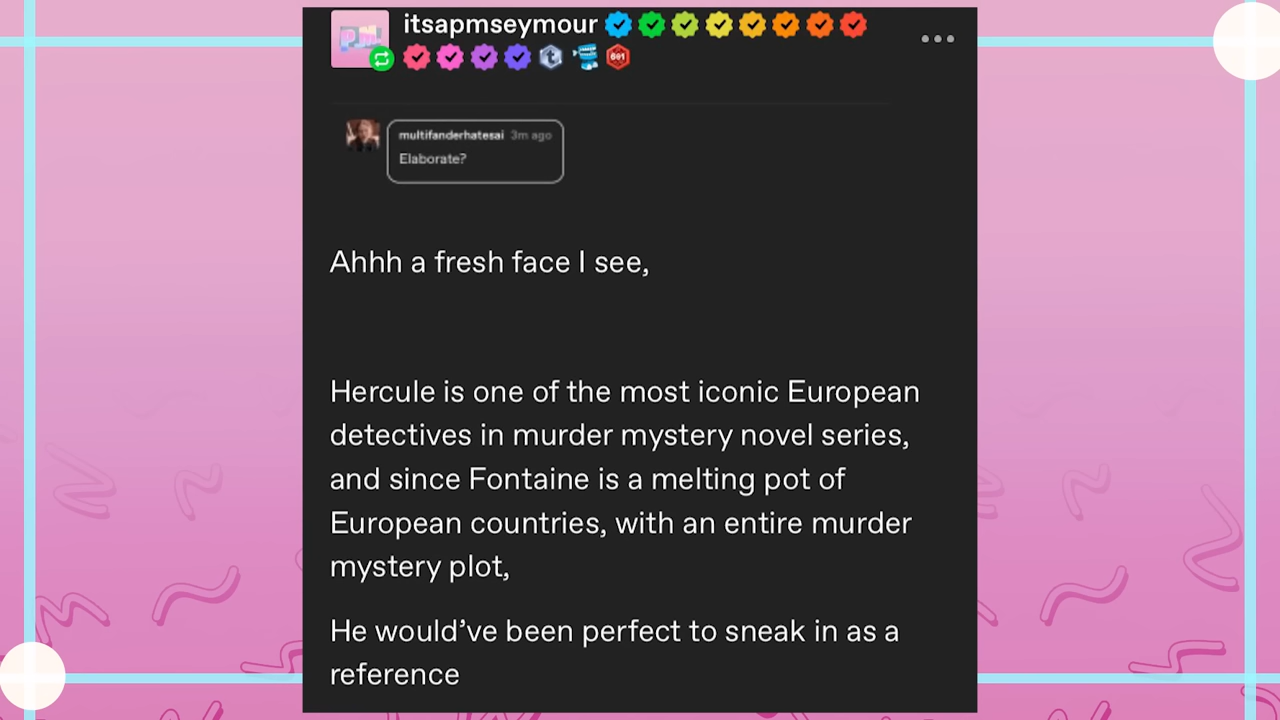 P.M.
itsapmseymour
multifanderhatesai 3m ago
Elaborate?
Ahhh a fresh face I see,
Hercule is one of the most iconic European
detectives in murder mystery novel series,
and since Fontaine is a melting pot of
European countries, with an entire murder
mystery plot,
He would've been perfect to sneak in as a
reference